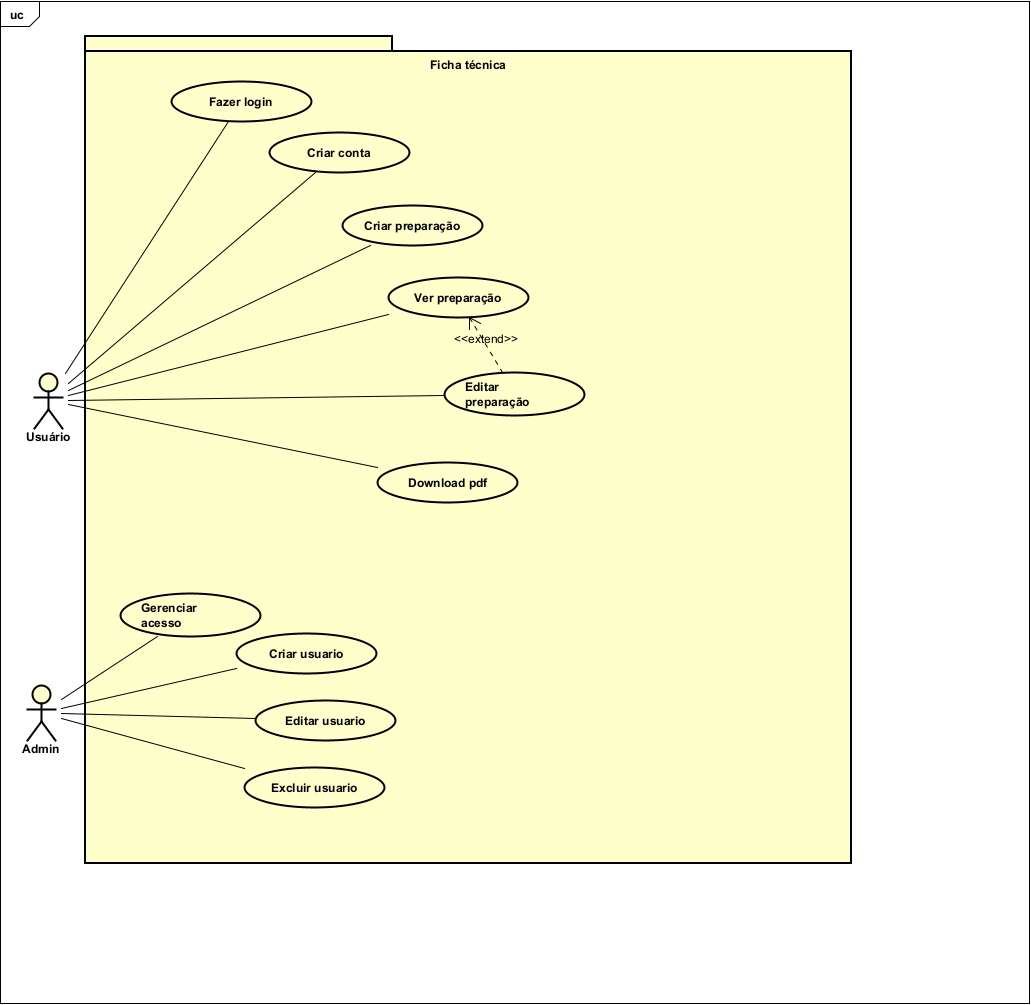 uc
Ficha técnica
Fazer login
Criar conta
Criar preparação
Ver preparação
<<extend>>
Editar
preparação
Usuário
Download pdf
Gerenciar
acesso
Criar usuario
Editar usuario
Admin
Excluir usuario